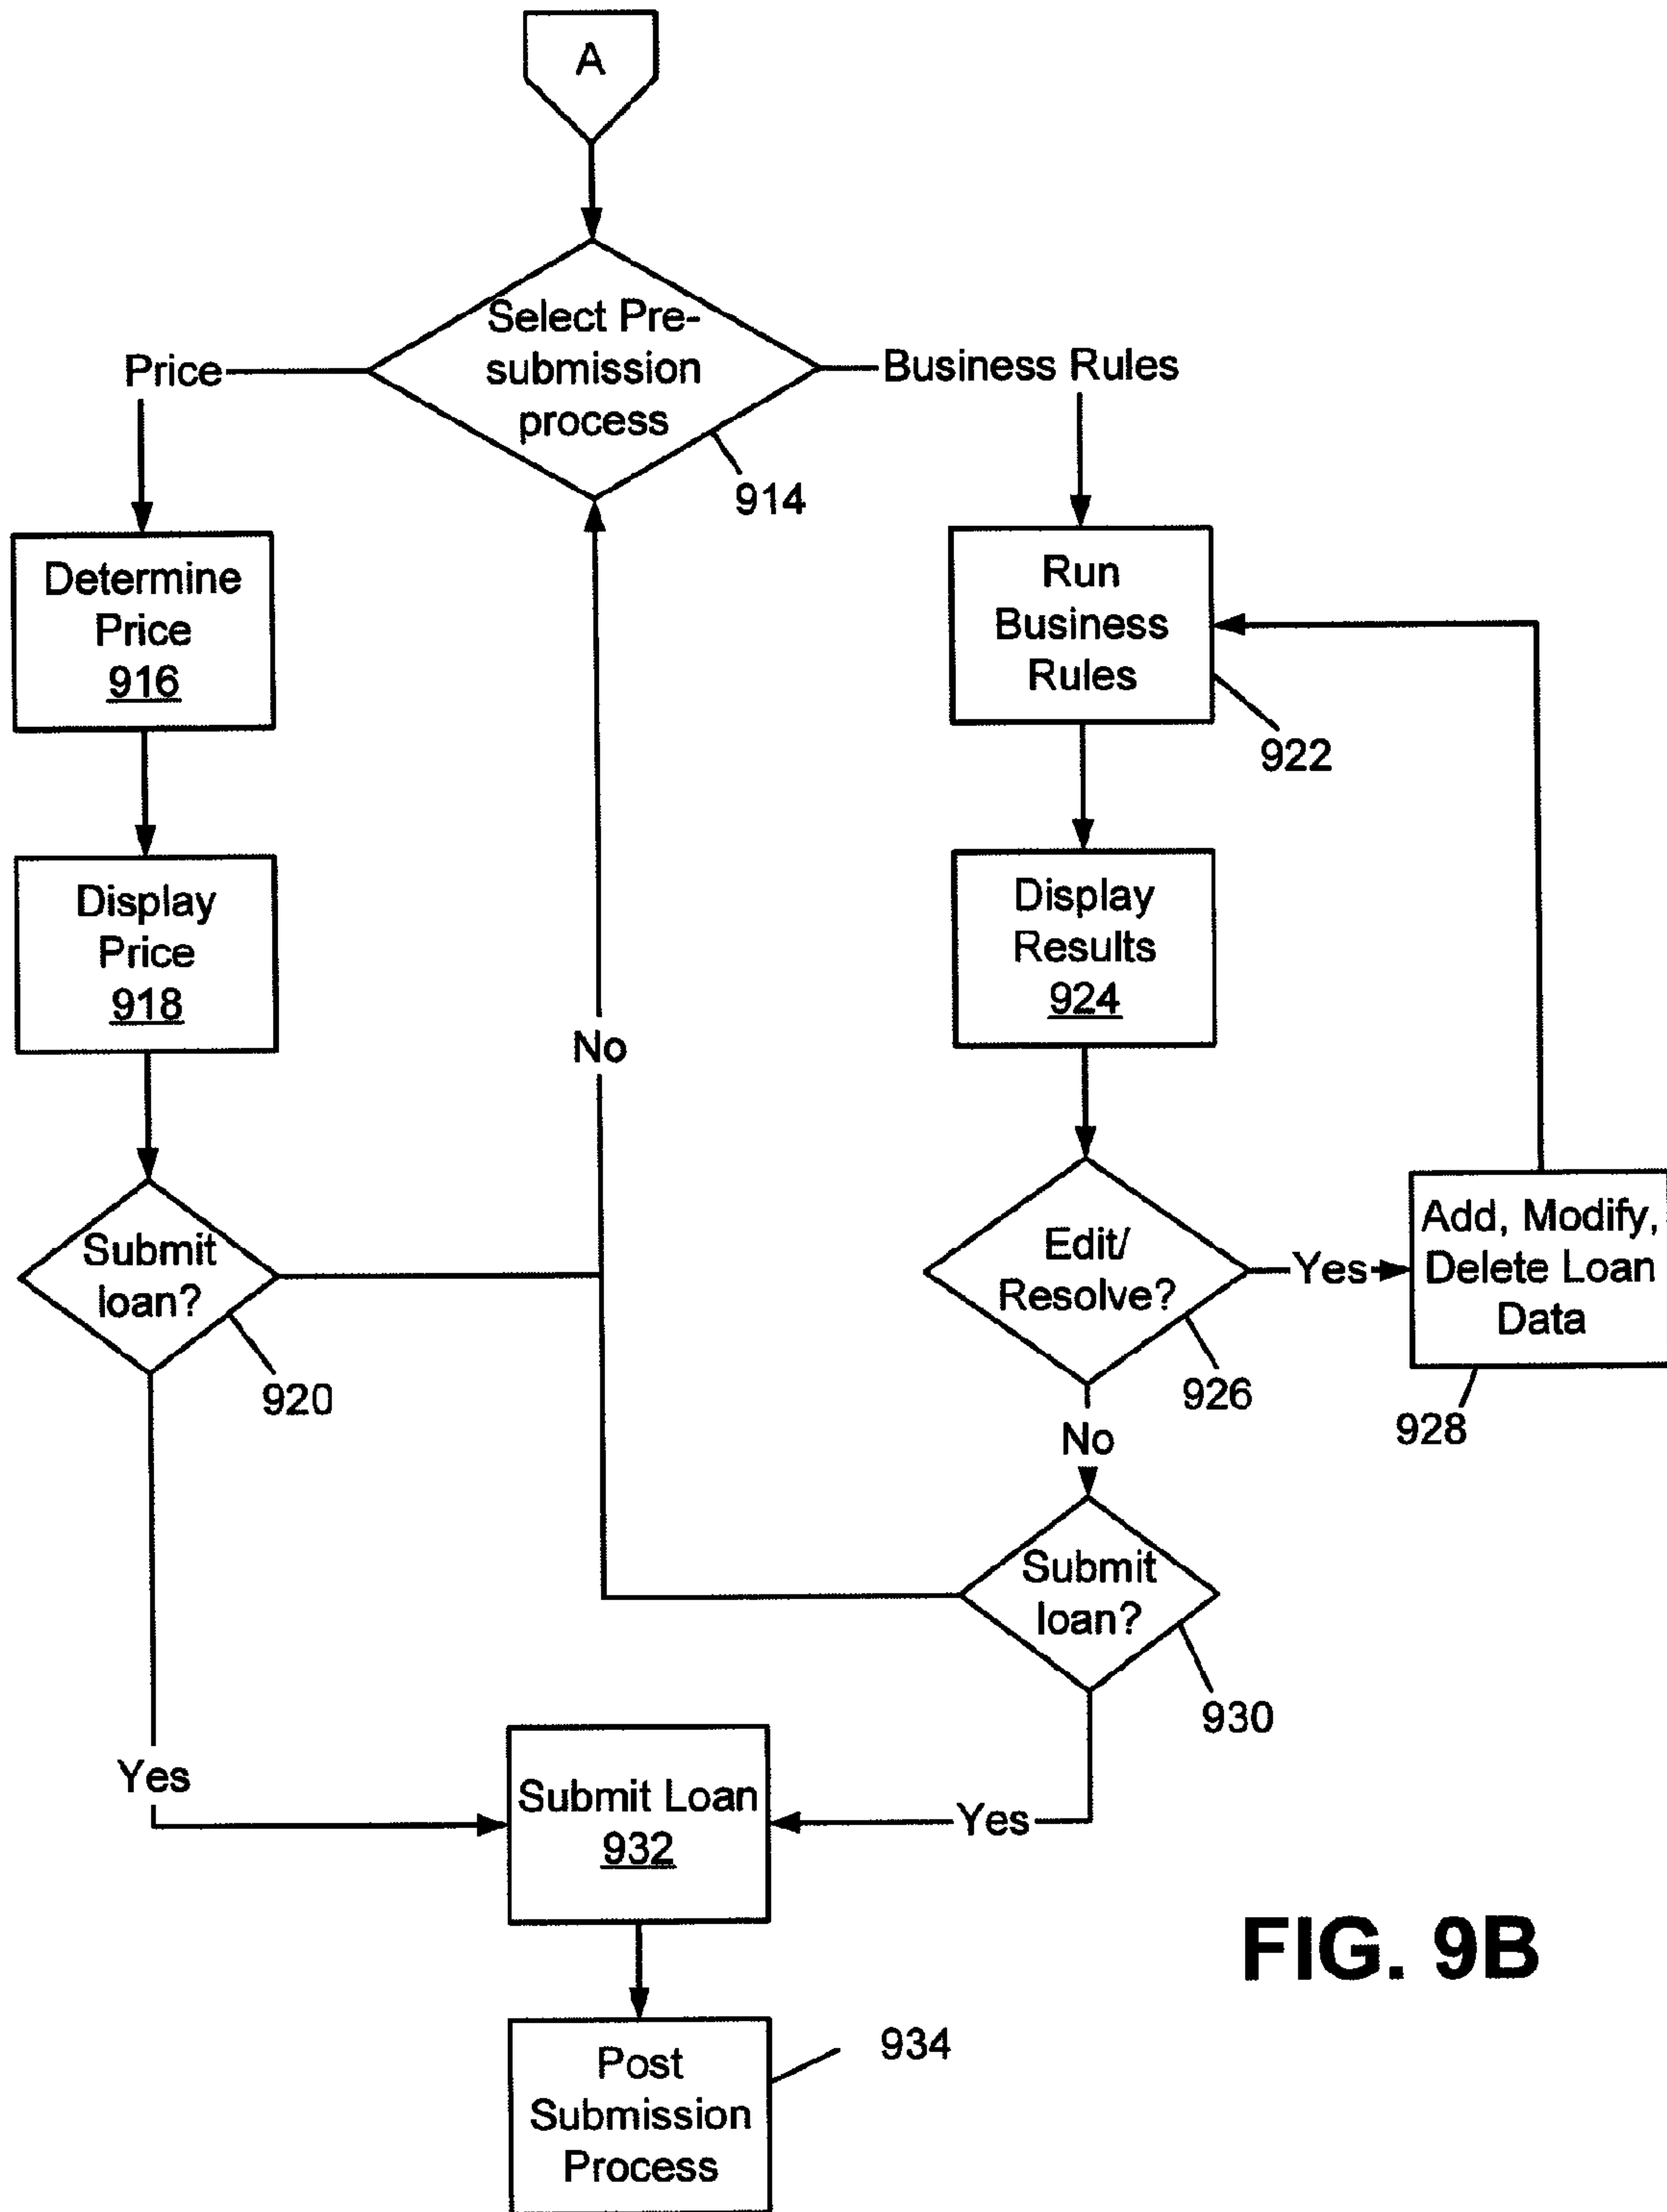 A
Select Pre-
submission
process
Price
Business Rules
914
Determine
Price
916
Run
Business
Rules
922
Display
Price
918
Display
Results
924
No
Submit
loan?
920
Edit/
Resolve?
926
Yes
Add, Modify,
Delete Loan
Data
928
No
Submit
loan?
930
Yes
Submit Loan
932
Yes
FIG. 9B
Post
Submission
Process
934